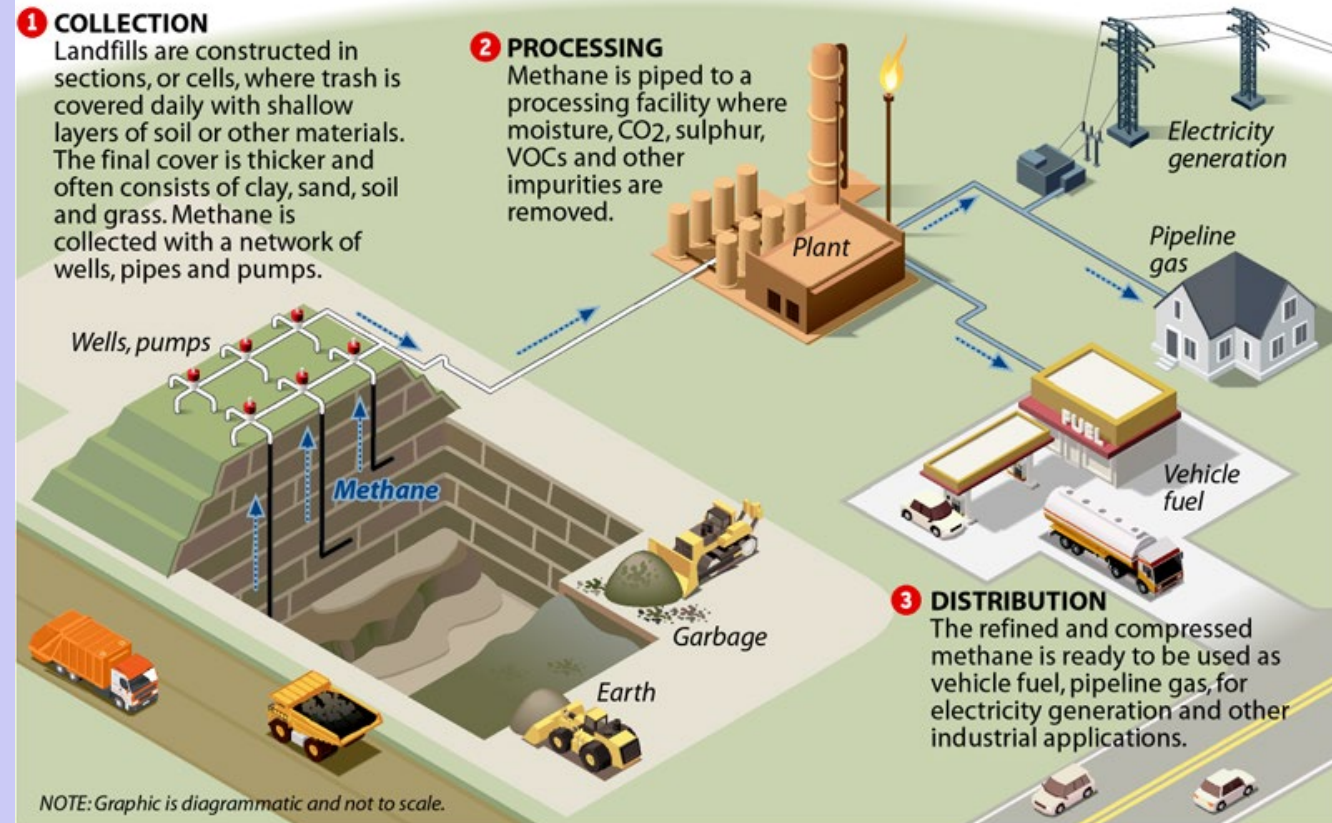 1 COLLECTION
Landfills are constructed in
sections, or cells, where trash is
covered daily with shallow
layers of soil or other materials.
The final cover is thicker and
often consists of clay, sand, soil
and grass. Methane is
collected with a network of
wells, pipes and pumps.
2 PROCESSING
Methane is piped to a
processing facility where
moisture, CO2, sulphur,
VOCs and other
impurities are
removed.
Plant
Electricity
generation
Pipeline
gas
Wells, pumps
Methane
FUEL
Vehicle
fuel
Garbage
Earth
3 DISTRIBUTION
The refined and compressed
methane is ready to be used as
vehicle fuel, pipeline gas, for
electricity generation and other
industrial applications.
NOTE: Graphic is diagrammatic and not to scale.